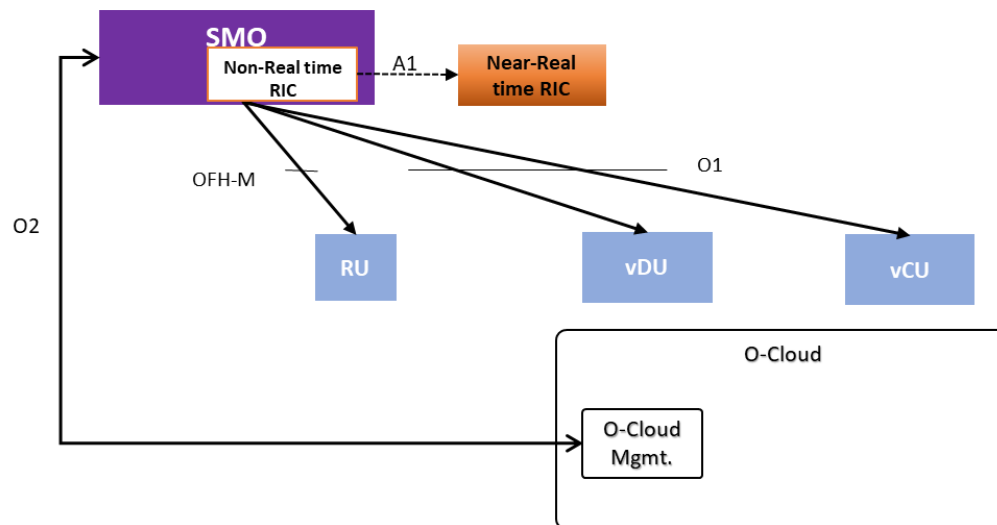 SMO
Non-Real time
RIC
A1
Near-Real
time RIC
OFH-M
O1
O2
RU
vDU
vCU
O-Cloud
O-Cloud
Mgmt.